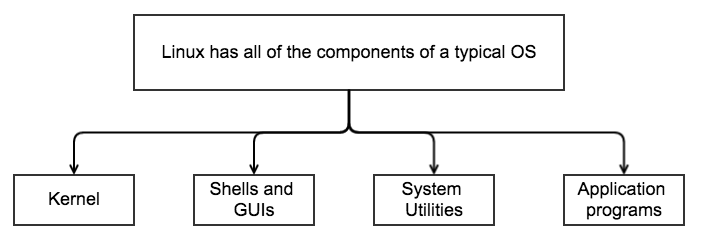 Linux has all of the components of a typical OS
Kernel
Shells and
GUIs
System
Utilities
Application
programs